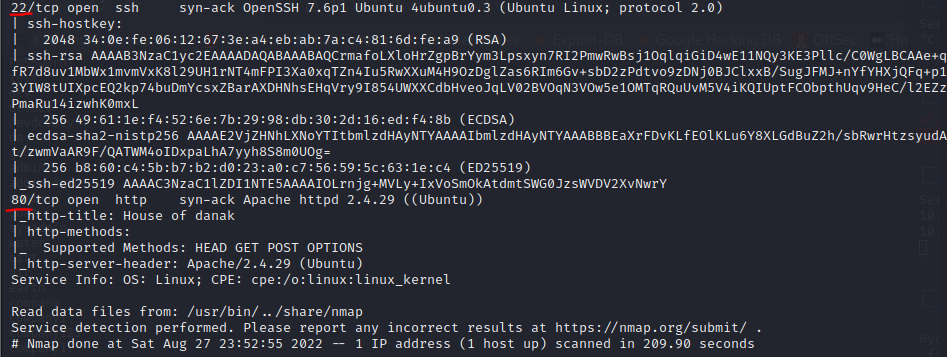 22/tcp open  ssh     syn-ack OpenSSH 7.6p1 Ubuntu 4ubuntu0.3 (Ubuntu Linux; protocol 2.0)
| ssh-hostkey:
|   2048 34:0e:fe:06:12:67:3e:a4:eb:ab:7a:c4:81:6d:fe:a9 (RSA)
| ssh-rsa AAAAB3NzaC1yc2EAAAADAQABAAABAQCrmafoLXloHrZgpBrYym3Lpsxyn7RI2PmwRwBsj1OqlqiGiD4wE11NQy3KE3Pllc/C0WgLBCAAe+q
fR7d8uv1MbWx1mvmVxK8l29UH1rNT4mFPI3Xa0xqTZn4Iu5RwXXuM4H9OzDglZas6RIm6Gv+sbD2zPdtvo9zDNj0BJClxxB/SugJFMJ+nYfYHXjQFq+p1
3YIW8tUIXpcEQ2kp74buDmYcsxZBarAXDHNhsEHqVry9I854UWXXCdbHveoJqLV02BVOqN3VOw5e1OMTqRQuUvM5V4iKQIUptFCObpthUqv9HeC/l2EZz
PmaRu14izwhK0mxL
|   256 49:61:1e:f4:52:6e:7b:29:98:db:30:2d:16:ed:f4:8b (ECDSA)
| ecdsa-sha2-nistp256 AAAAE2VjZHNhLXNoYTItbmlzdHAyNTYAAAAIbmlzdHAyNTYAAABBBEaXrFDvKLfEOlKLu6Y8XLGdBuZ2h/sbRwrHtzsyudA
t/zwmVaAR9F/QATWM4oIDxpaLhA7yyh8S8m0UOg=
|   256 b8:60:c4:5b:b7:b2:d0:23:a0:c7:56:59:5c:63:1e:c4 (ED25519)
|_ssh-ed25519 AAAAC3NzaC1lZDI1NTE5AAAAIOLrnjg+MVLy+IxVoSmOkAtdmtSWG0JzsWVDV2XvNwrY
80/tcp open  http    syn-ack Apache httpd 2.4.29 ((Ubuntu))
|_http-title: House of danak
| http-methods:
|_  Supported Methods: HEAD GET POST OPTIONS
|_http-server-header: Apache/2.4.29 (Ubuntu)
Service Info: OS: Linux; CPE: cpe:/o:linux:linux_kernel
Read data files from: /usr/bin/../share/nmap
Service detection performed. Please report any incorrect results at https://nmap.org/submit/ .
# Nmap done at Sat Aug 27 23:52:55 2022 -- 1 IP address (1 host up) scanned in 209.90 seconds